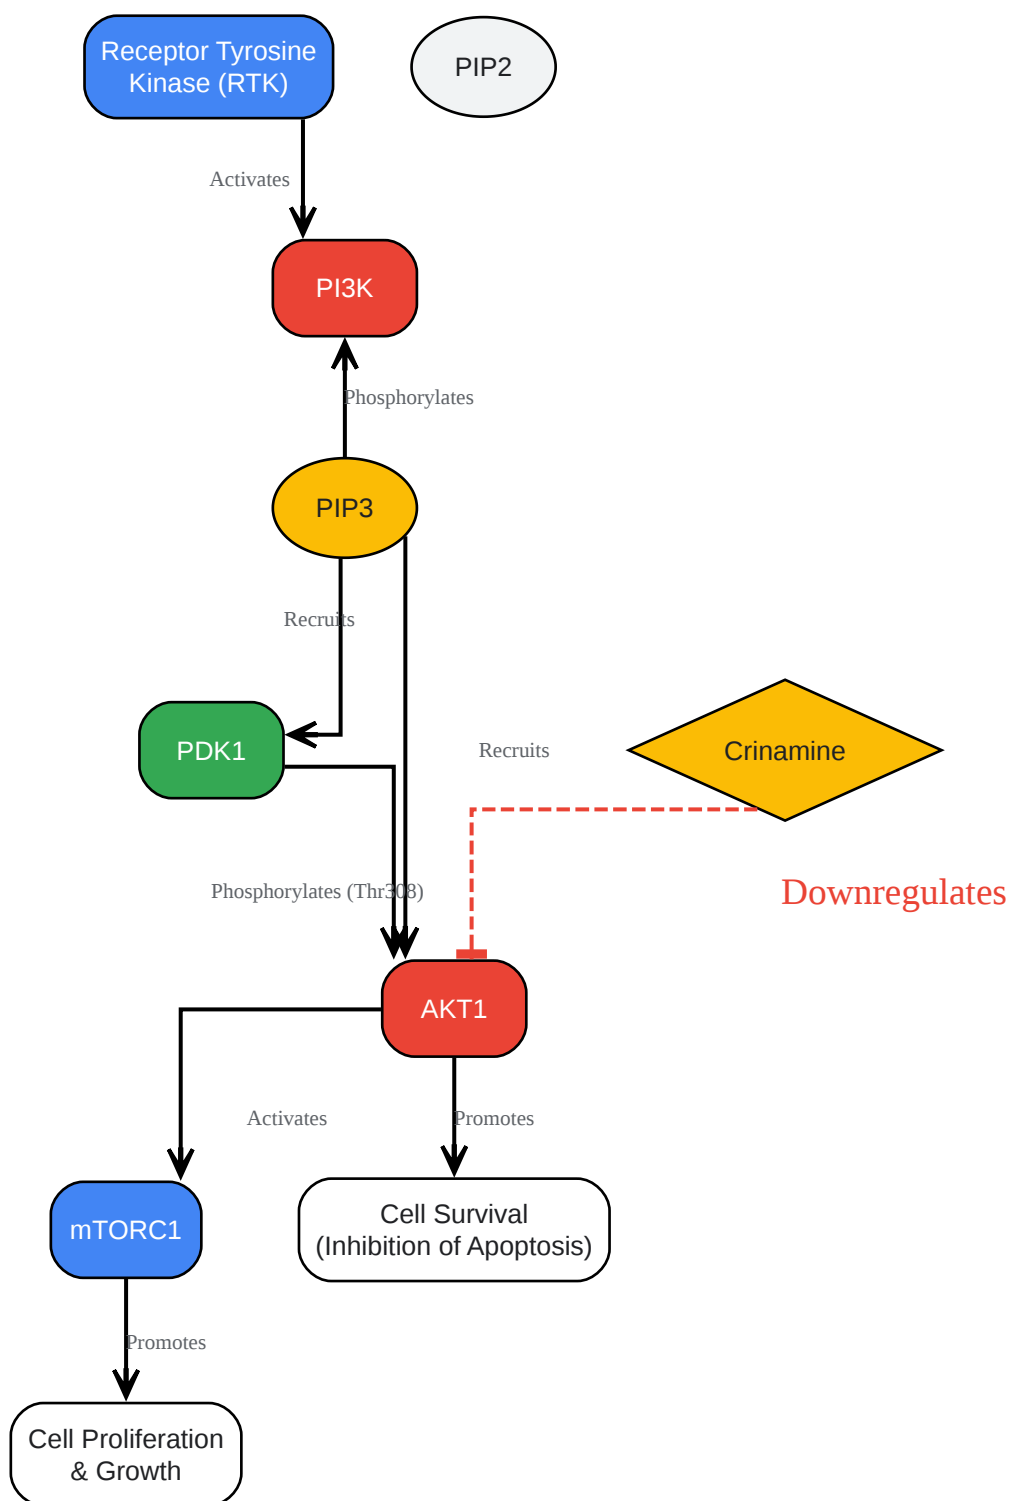 Receptor Tyrosine
Kinase (RTK)
PIP2
Activates
PI3K
Phosphorylates
PIP3
Recruits
PDK1
Recruits
Crinamine
Phosphorylates (Thr308)
Downregulates
AKT1
Activates
Promotes
mTORC1
Cell Survival
(Inhibition of Apoptosis)
Promotes
Cell Proliferation
& Growth